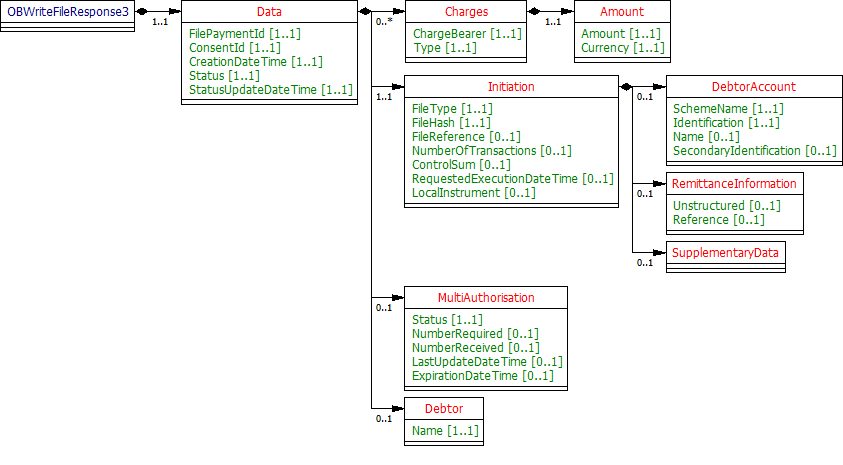 OBWriteFileResponse3
1..1
Data
FilePaymentId [1..1]
ConsentId [1..1]
CreationDateTime [1..1]
Status [1..1]
StatusUpdateDateTime [1..1]
0..*
Charges
ChargeBearer [1..1]
Type [1..1]
1..1
Amount
Amount [1..1]
Currency [1..1]
1..1
Initiation
FileType [1..1]
FileHash [1..1]
FileReference [0..1]
NumberOfTransactions [0..1]
ControlSum [0..1]
RequestedExecutionDateTime [0..1]
LocalInstrument [0..1]
0..1
DebtorAccount
SchemeName [1..1]
Identification [1..1]
Name [0..1]
SecondaryIdentification [0..1]
0..1
RemittanceInformation
Unstructured [0..1]
Reference [0..1]
0..1
SupplementaryData
0..1
MultiAuthorisation
Status [1..1]
NumberRequired [0..1]
NumberReceived [0..1]
LastUpdateDateTime [0..1]
ExpirationDateTime [0..1]
0..1
Debtor
Name [1..1]